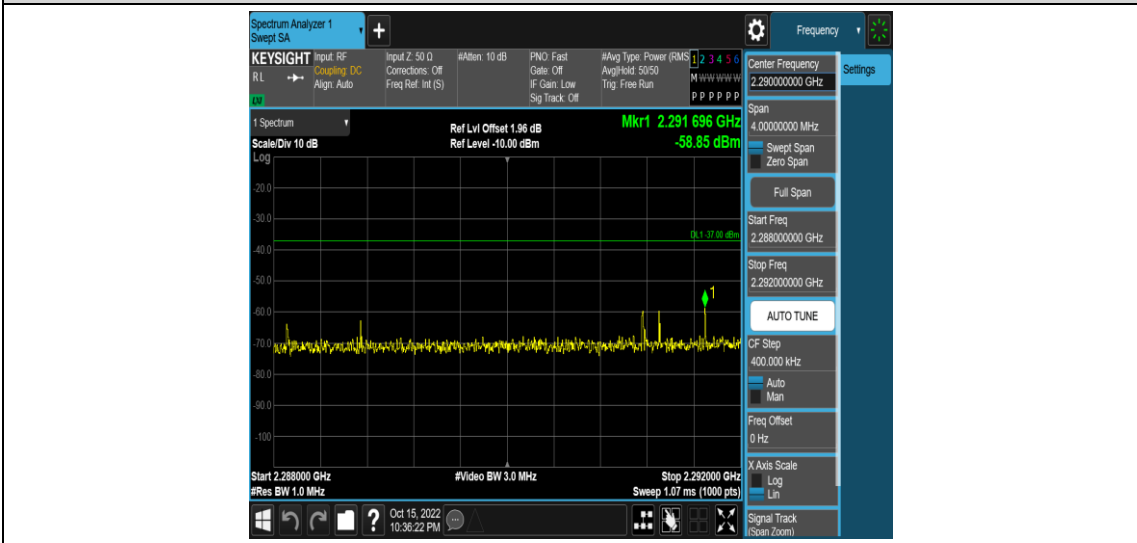 Spectrum Analyzer 1
Swept SA
+
Frequency
KEYSIGHT
RL
LXI
Input: RF
Coupling: DC
Align: Auto
Input Z: 50 Ω
Corrections: Off
Freq Ref: Int (S)
#Atten: 10 dB
PNO: Fast
Gate: Off
IF Gain: Low
Sig Track: Off
#Avg Type: Power (RMS
Avg|Hold: 50/50
Trig: Free Run
1 2 3 4 5 6
M W W W W W
P P P P P P
1 Spectrum
Scale/Div 10 dB
Log
Ref Lvl Offset 1.96 dB
Ref Level -10.00 dBm
Mkr1 2.291 696 GHz
-58.85 dBm
-20.0
-30.0
DL1 -37.00 dBm
-40.0
-50.0
1
-60.0
-70.0
-80.0
-90.0
-100
Start 2.288000 GHz
#Res BW 1.0 MHz
#Video BW 3.0 MHz
Stop 2.292000 GHz
Sweep 1.07 ms (1000 pts)
Oct 15, 2022
10:36:22 PM
?
Center Frequency
2.290000000 GHz
Settings
Span
4.00000000 MHz
Swept Span
Zero Span
Full Span
Start Freq
2.288000000 GHz
Stop Freq
2.292000000 GHz
AUTO TUNE
CF Step
400.000 kHz
Auto
Man
Freq Offset
0 Hz
X Axis Scale
Log
Lin
Signal Track
(Span Zoom)